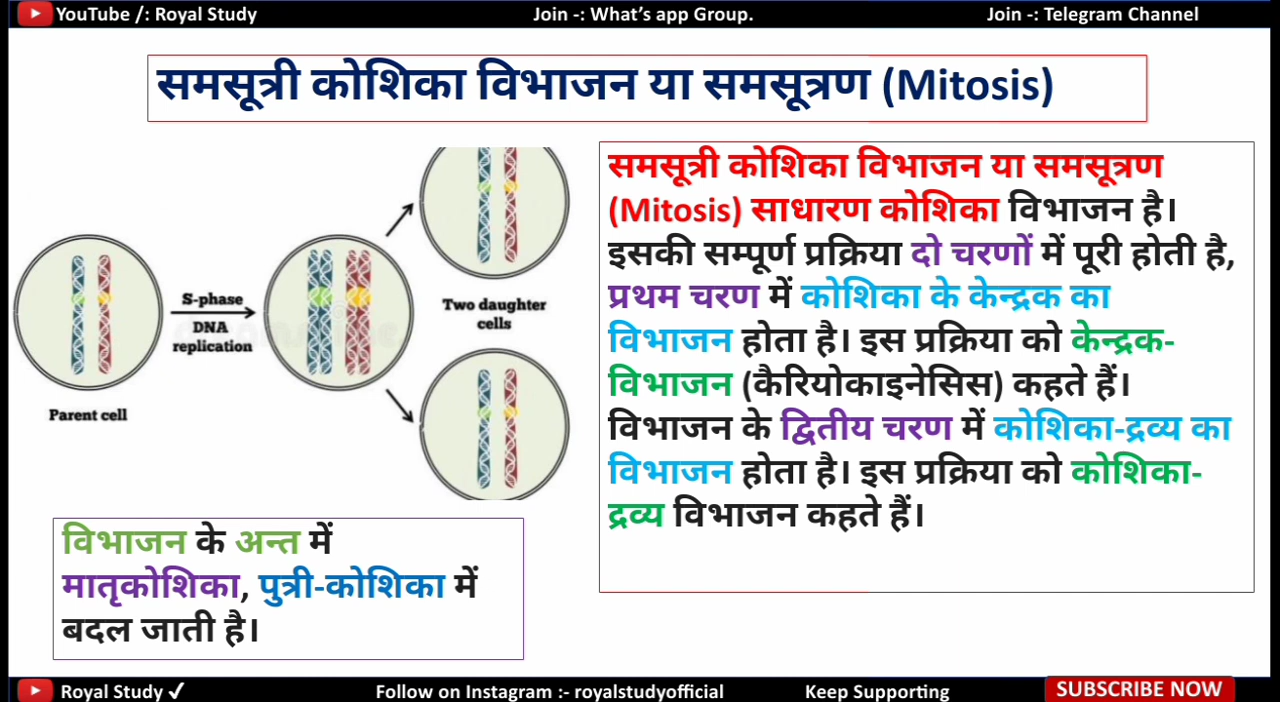 YouTube /: Royal Study
Join -: What's app Group.
Join -: Telegram Channel
समसूत्री कोशिका विभाजन या समसूत्रण (Mitosis)
Parent cell
S-phase
DNA
replication
Two daughter
cells
समसूत्री कोशिका विभाजन या समसूत्रण
(Mitosis) साधारण कोशिका विभाजन है।
इसकी सम्पूर्ण प्रक्रिया दो चरणों में पूरी होती है,
प्रथम चरण में कोशिका के केन्द्रक का
विभाजन होता है। इस प्रक्रिया को केन्द्रक-
विभाजन (कैरियोकाइनेसिस) कहते हैं।
विभाजन के द्वितीय चरण में कोशिका-द्रव्य का
विभाजन होता है। इस प्रक्रिया को कोशिका-
द्रव्य विभाजन कहते हैं।
विभाजन के अन्त में
मातृकोशिका, पुत्री-कोशिका में
बदल जाती है।
Royal Study ✓
Follow on Instagram :- royalstudyofficial
Keep Supporting
SUBSCRIBE NOW